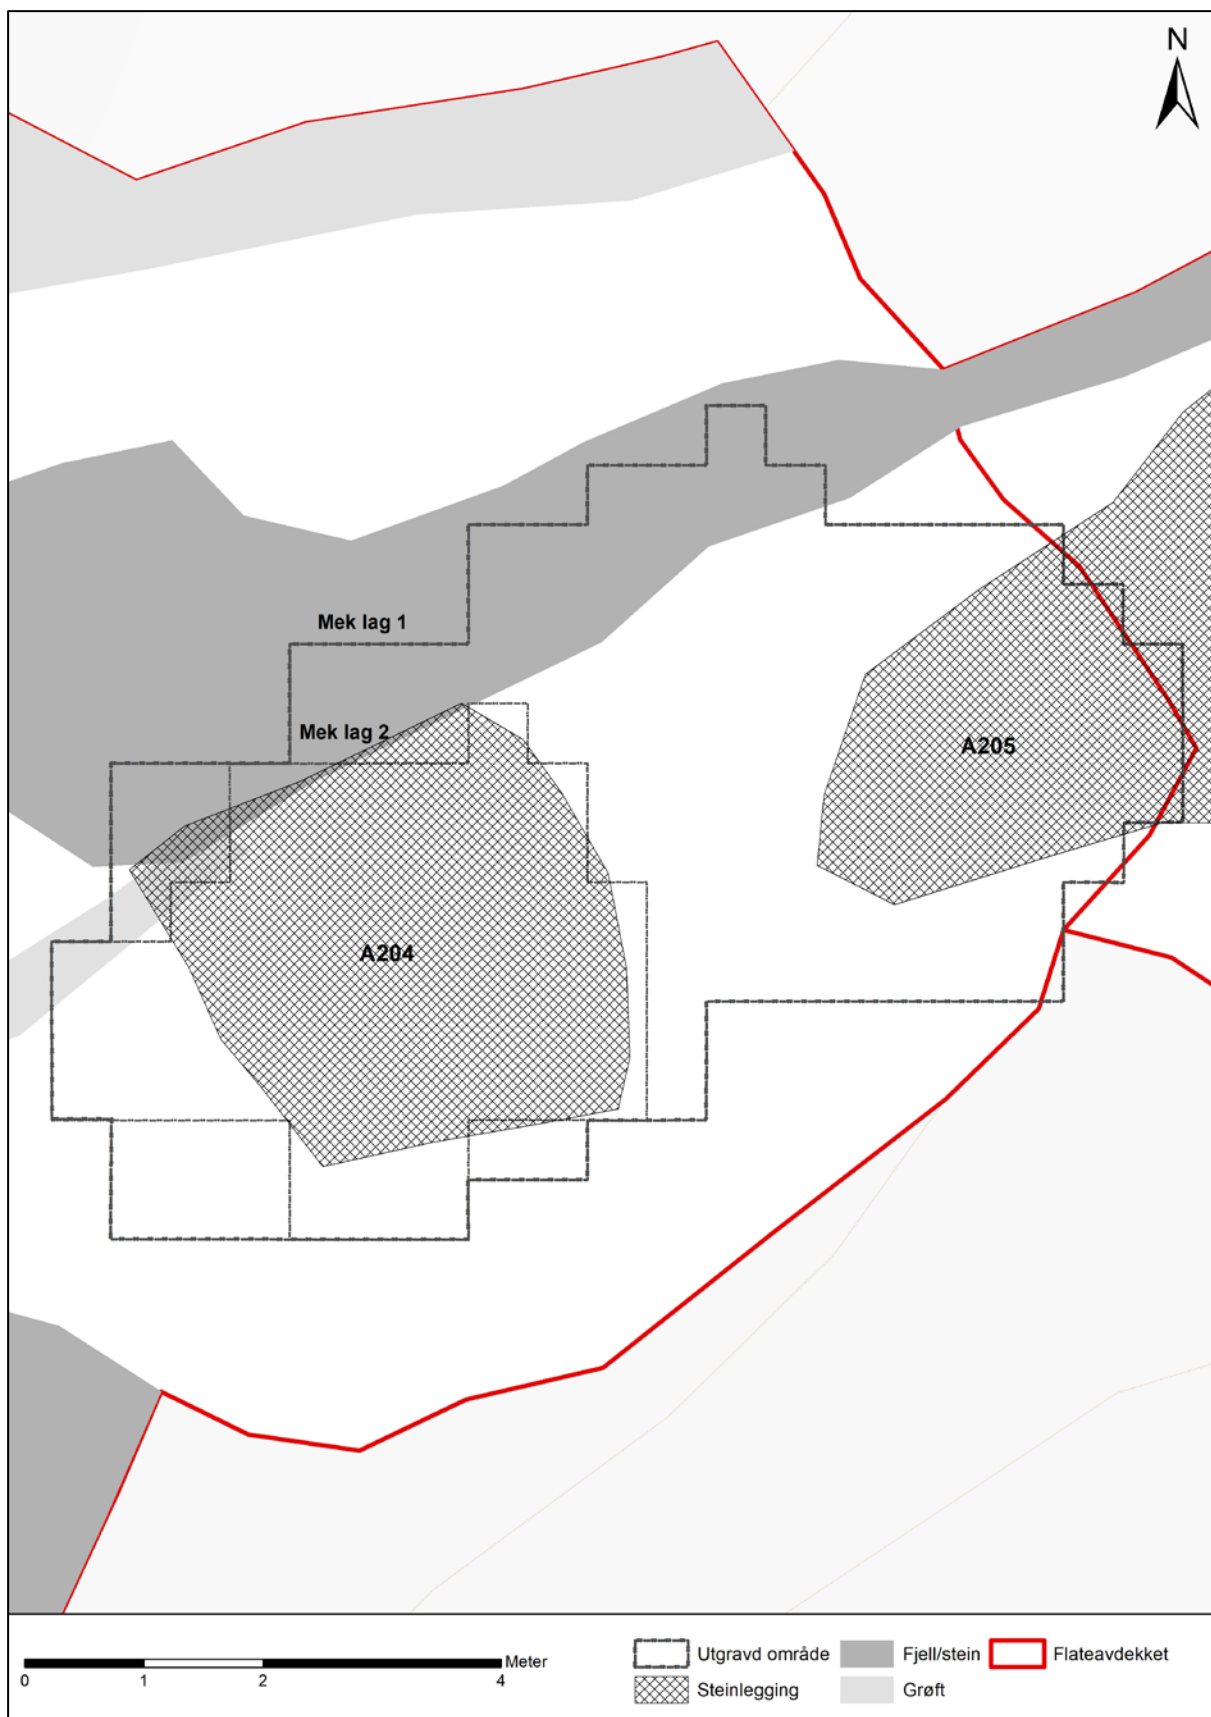 N
Mek lag 1
Mek lag 2
A205
A204
Meter
0 1 2 4
Utgravd område
Steinlegging
Fjell/stein
Grøft
Flateavdekket